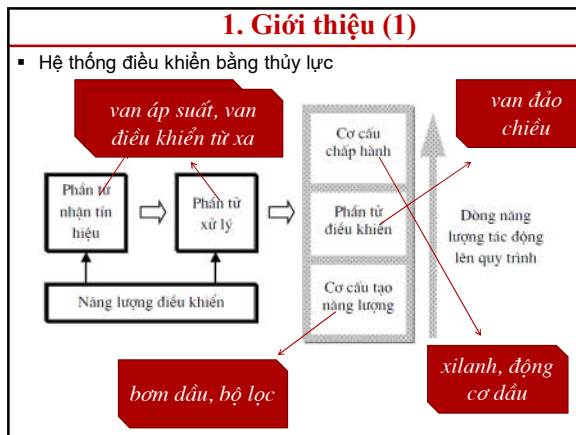 1. Giới thiệu (1)
▪ Hệ thống điều khiển bằng thủy lực
van áp suất, van
điều khiển từ xa
van đảo
chiều
Cơ cấu
chấp hành
Phần tử
nhận tín
hiệu
Phần tử
xử lý
Phần tử
điều khiển
Dòng năng
lượng tác động
lên quy trình
Năng lượng điều khiển
Cơ cấu tạo
năng lượng
bơm dầu, bộ lọc
xilanh, động
cơ dầu